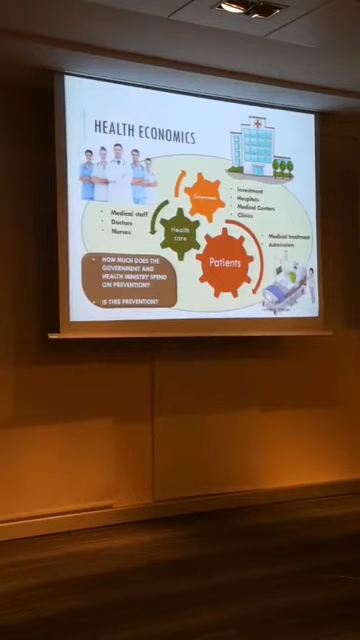 HEALTH ECONOMICS
Investment
Hospitals
Medical Centers
Clinics
Medical staff
Doctors
Nurses
Health
care
Medical treatment
Admission
Patients
HOW MUCH DOES THE
GOVERNMENT AND
HEALTH MINISTRY SPEND
ON PREVENTION?
IS THIS PREVENTION?